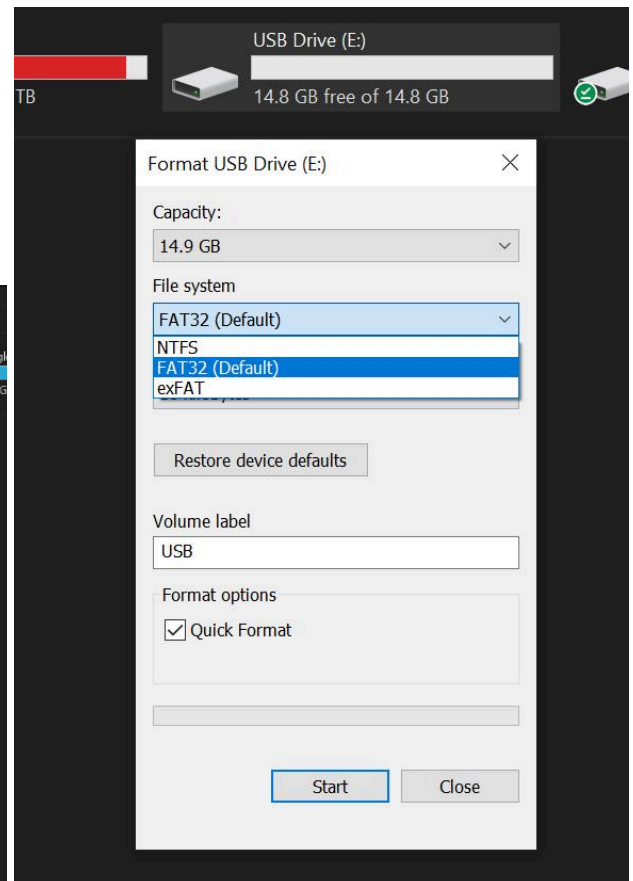 USB Drive (E:)
TB
14.8 GB free of 14.8 GB
Format USB Drive (E:)
Capacity:
14.9 GB
File system
FAT32 (Default)
NTFS
FAT32 (Default)
exFAT
Restore device defaults
Volume label
USB
Format options
Quick Format
Start
Close